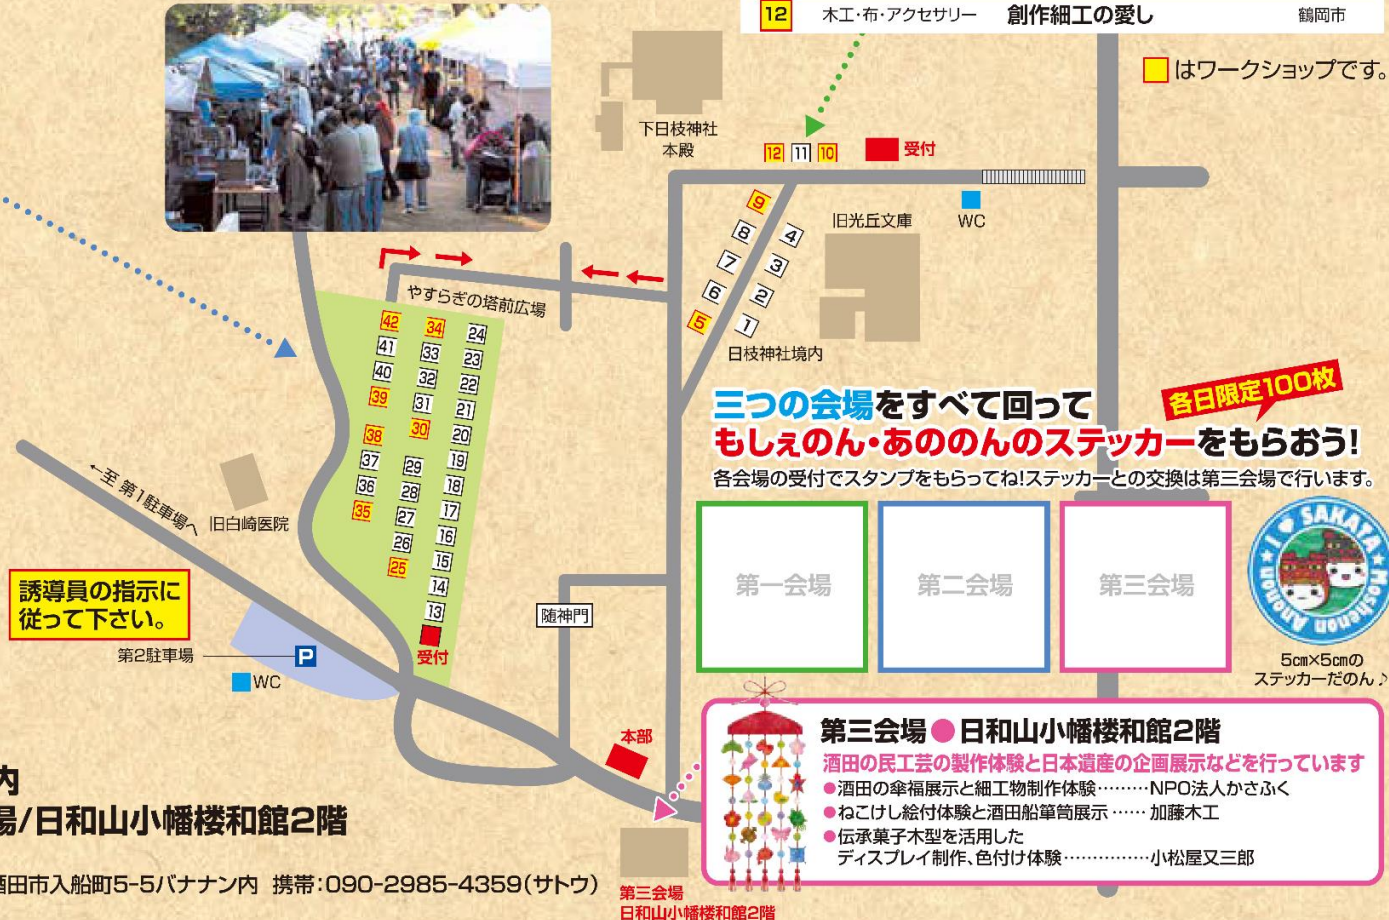 12 木工・布・アクセサリー 創作細工の愛し 鶴岡市
はワークショップです。
下日枝神社
本殿
12 11 10 受付
WC
旧光丘文庫
9
8 4
7 3
6 2
5 1
日枝神社境内
やすらぎの塔前広場
42 34 24
41 33 23
40 32 22
39 31 21
38 30 20
37 29 19
36 28 18
35 27 17
26 16
25 15
14
13
受付
←至 第1駐車場へ
旧白崎医院
誘導員の指示に
従って下さい。
第2駐車場
P
WC
随神門
本部
三つの会場をすべて回って
各日限定100枚
もしぇのん・あののんのステッカーをもらおう!
各会場の受付でスタンプをもらってね!ステッカーとの交換は第三会場で行います。
第一会場 第二会場 第三会場
I ♥ SAKATA
Moshenon Anonon
5cm×5cmの
ステッカーだのん♪
第三会場●日和山小幡楼和館2階
酒田の民工芸の製作体験と日本遺産の企画展示などを行っています
●酒田の傘福展示と細工物制作体験………NPO法人かさふく
●ねこけし絵付体験と酒田船箪笥展示……加藤木工
●伝承菓子木型を活用した
ディスプレイ制作、色付け体験……………小松屋又三郎
内
場/日和山小幡楼和館2階
酒田市入船町5-5バナナン内 携帯:090-2985-4359(サトウ)
第三会場
日和山小幡楼和館2階